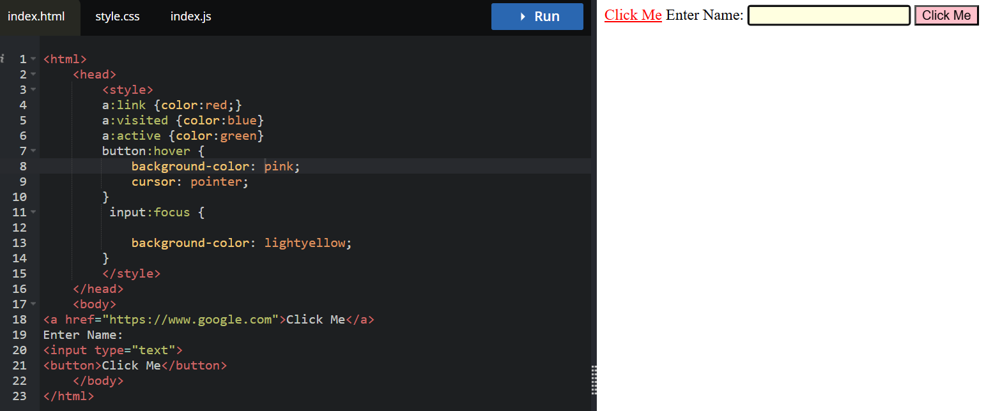 index.html style.css index.js Run
1 <html>
2 <head>
3 <style>
4 a:link {color:red;}
5 a:visited {color:blue}
6 a:active {color:green}
7 button:hover {
8 background-color: pink;
9 cursor: pointer;
10 }
11 input:focus {
12
13 background-color: lightyellow;
14 }
15 </style>
16 </head>
17 <body>
18 <a href="https://www.google.com">Click Me</a>
19 Enter Name:
20 <input type="text">
21 <button>Click Me</button>
22 </body>
23 </html>
Click Me Enter Name: Click Me